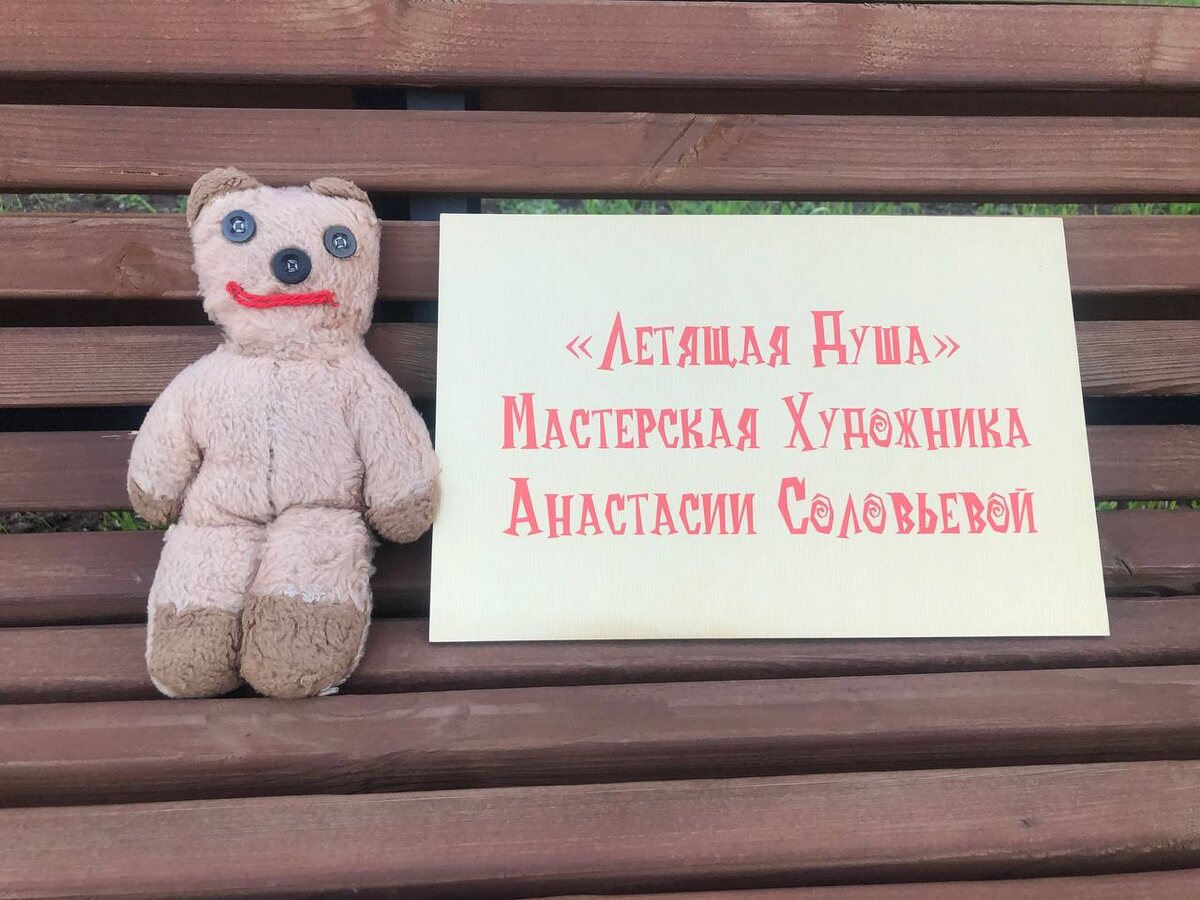 «Летящая Душа»
Мастерская Художника
Анастасии Соловьевой